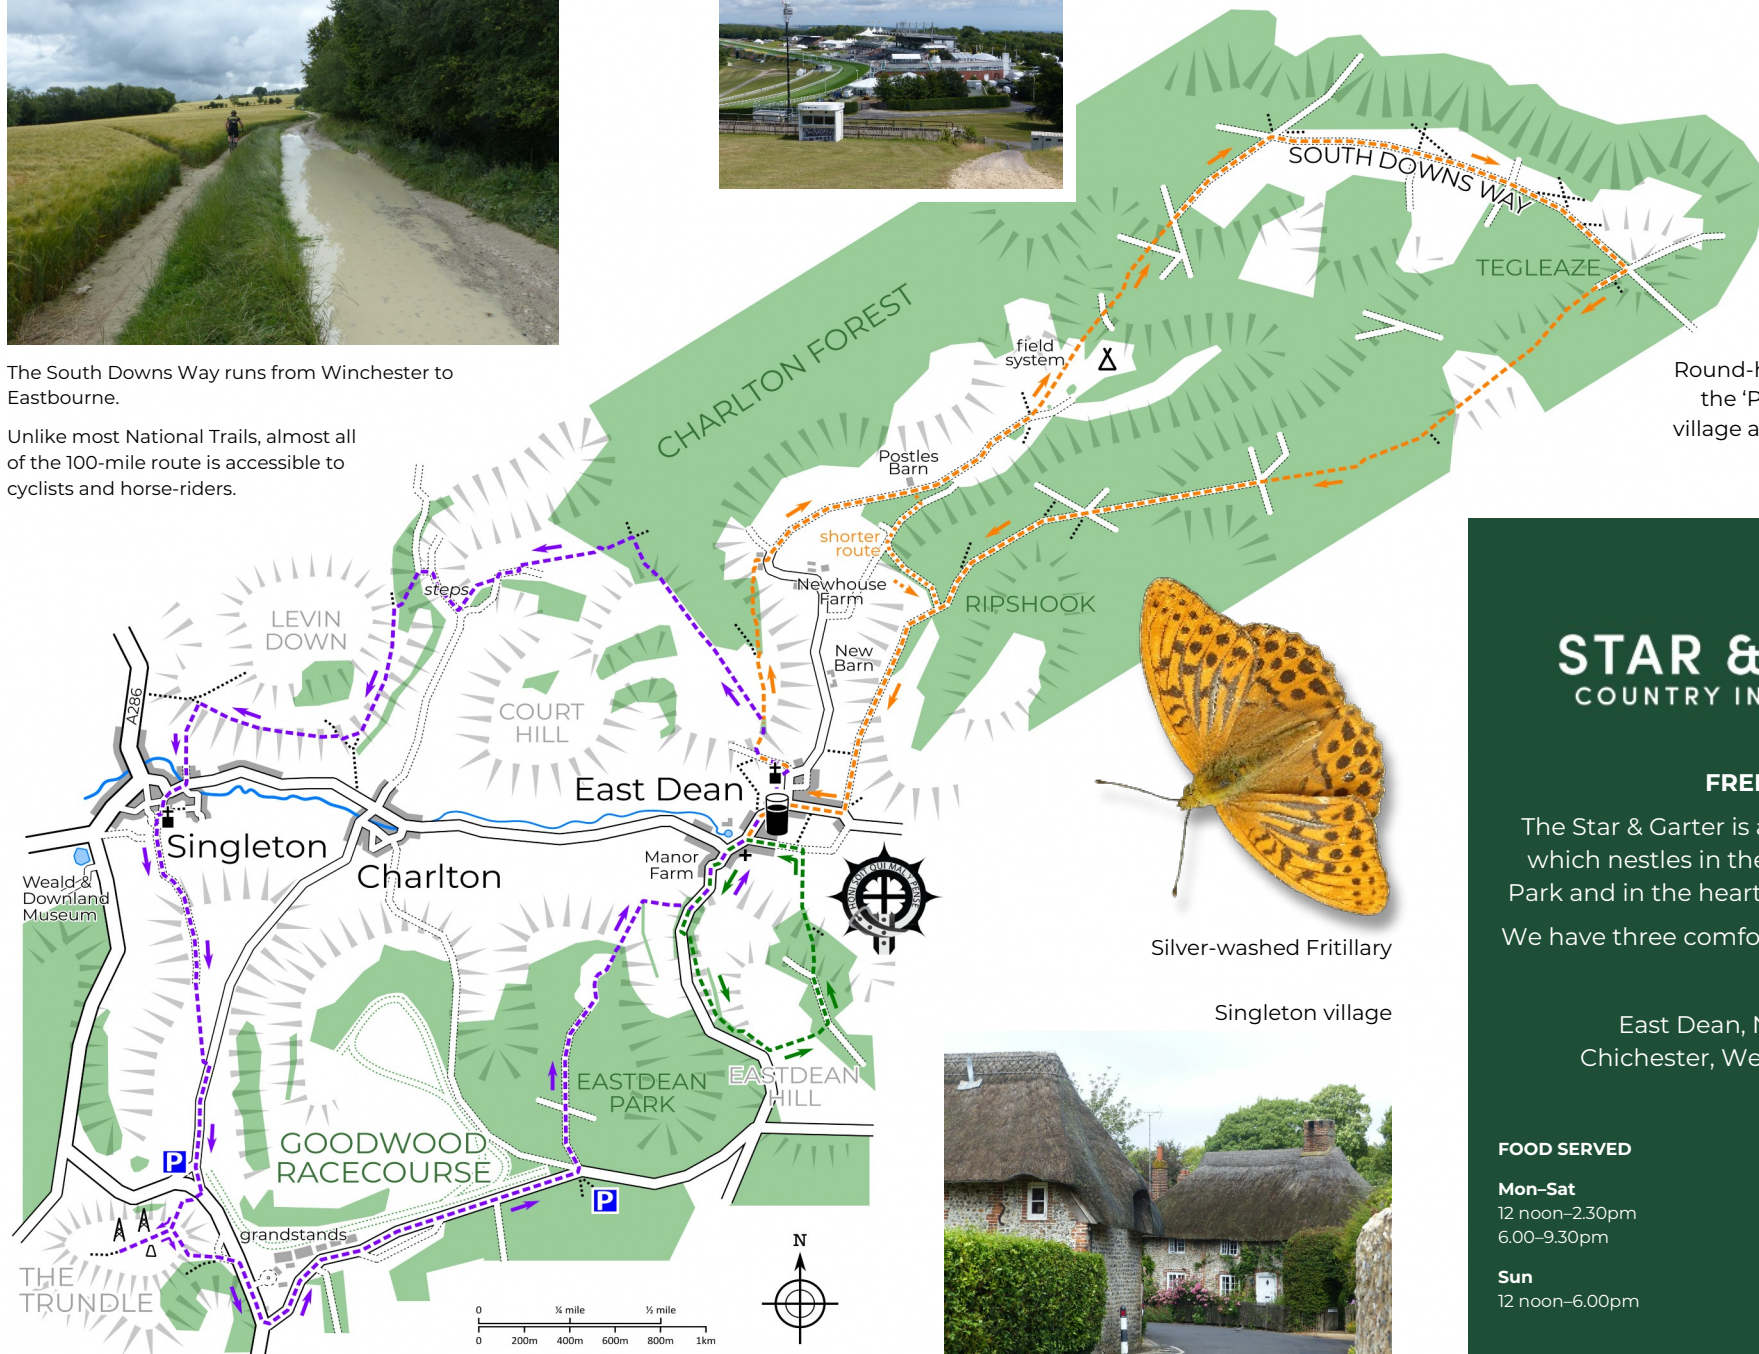 The South Downs Way runs from Winchester to
Eastbourne.
Unlike most National Trails, almost all
of the 100-mile route is accessible to
cyclists and horse-riders.
SOUTH DOWNS WAY
TEGLEAZE
CHARLTON FOREST
field
system
Postles
Barn
shorter
route
Newhouse
Farm
RIPSHOOK
New
Barn
steps
LEVIN
DOWN
COURT
HILL
A286
East Dean
Singleton
Charlton
Manor
Farm
Weald &
Downland
Museum
HONI SOIT QUI MAL Y PENSE
EASTDEAN
PARK
EASTDEAN
HILL
GOODWOOD
RACECOURSE
P
P
grandstands
THE
TRUNDLE
0 ¼ mile ½ mile
0 200m 400m 600m 800m 1km
N
Silver-washed Fritillary
Singleton village
Round-h
the ‘P
village a
STAR &
COUNTRY IN
FREE
The Star & Garter is a
which nestles in the
Park and in the heart
We have three comfo
East Dean, N
Chichester, We
FOOD SERVED
Mon–Sat
12 noon–2.30pm
6.00–9.30pm
Sun
12 noon–6.00pm